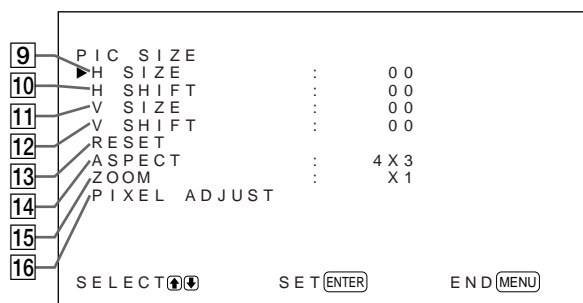 PIC SIZE
9 ▶H SIZE : 00
10 H SHIFT : 00
11 V SIZE : 00
12 V SHIFT : 00
13 RESET
14 ASPECT : 4X3
15 ZOOM : X1
16 PIXEL ADJUST
SELECT SET ENTER END MENU